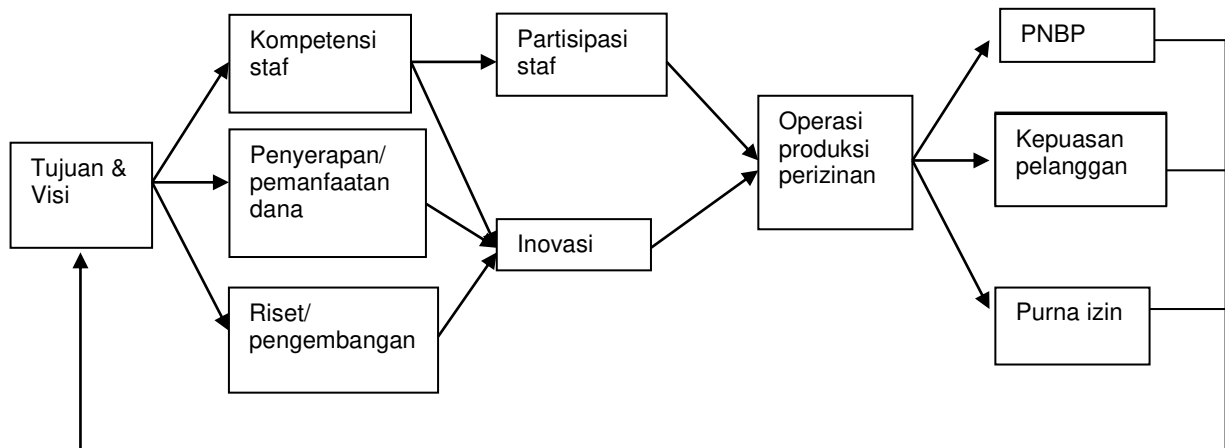 Tujuan &
Visi
Kompetensi
staf
Penyerapan/
pemanfaatan
dana
Riset/
pengembangan
Partisipasi
staf
Inovasi
Operasi
produksi
perizinan
PNBP
Kepuasan
pelanggan
Purna izin